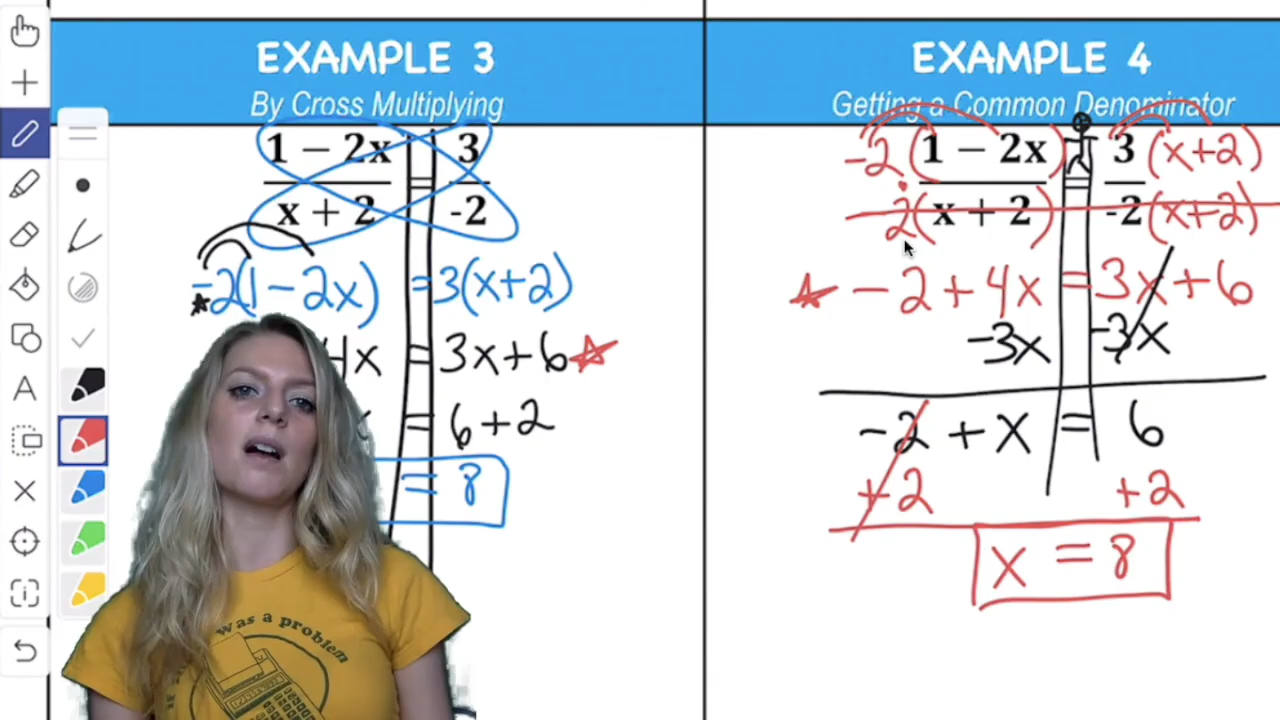 EXAMPLE 3
By Cross Multiplying
1 − 2x = 3
x + 2 -2
-2(1 − 2x) = 3(x+2)
4x = 3x+6
= 6+2
= 8
Was a problem
EXAMPLE 4
Getting a Common Denominator
-2(1 − 2x) = 3(x+2)
-2(x + 2) -2(x+2)
-2+4x = 3x+6
-3x -3x
-2 + x = 6
+2 +2
x = 8
A